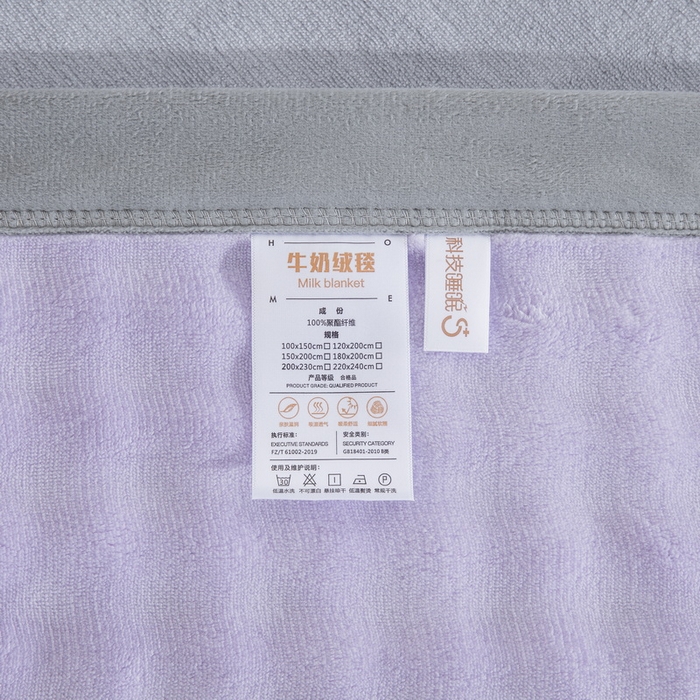 H O
牛奶绒毯
Milk blanket
M E
成 份
100%聚酯纤维
规格
100x150cm 120x200cm
150x200cm 180x200cm
200x230cm 220x240cm
产品等级 合格品
PRODUCT GRADE: QUALIFIED PRODUCT
执行标准: 安全类别:
EXECUTIVE STANDARDS SECURITY CATEGORY
FZ/T 61002-2019 GB18401-2010 B类
使用及维护说明:
30 P
低温水洗 不可漂白 悬挂晾干 低温熨烫 常规干洗
科技睡眠